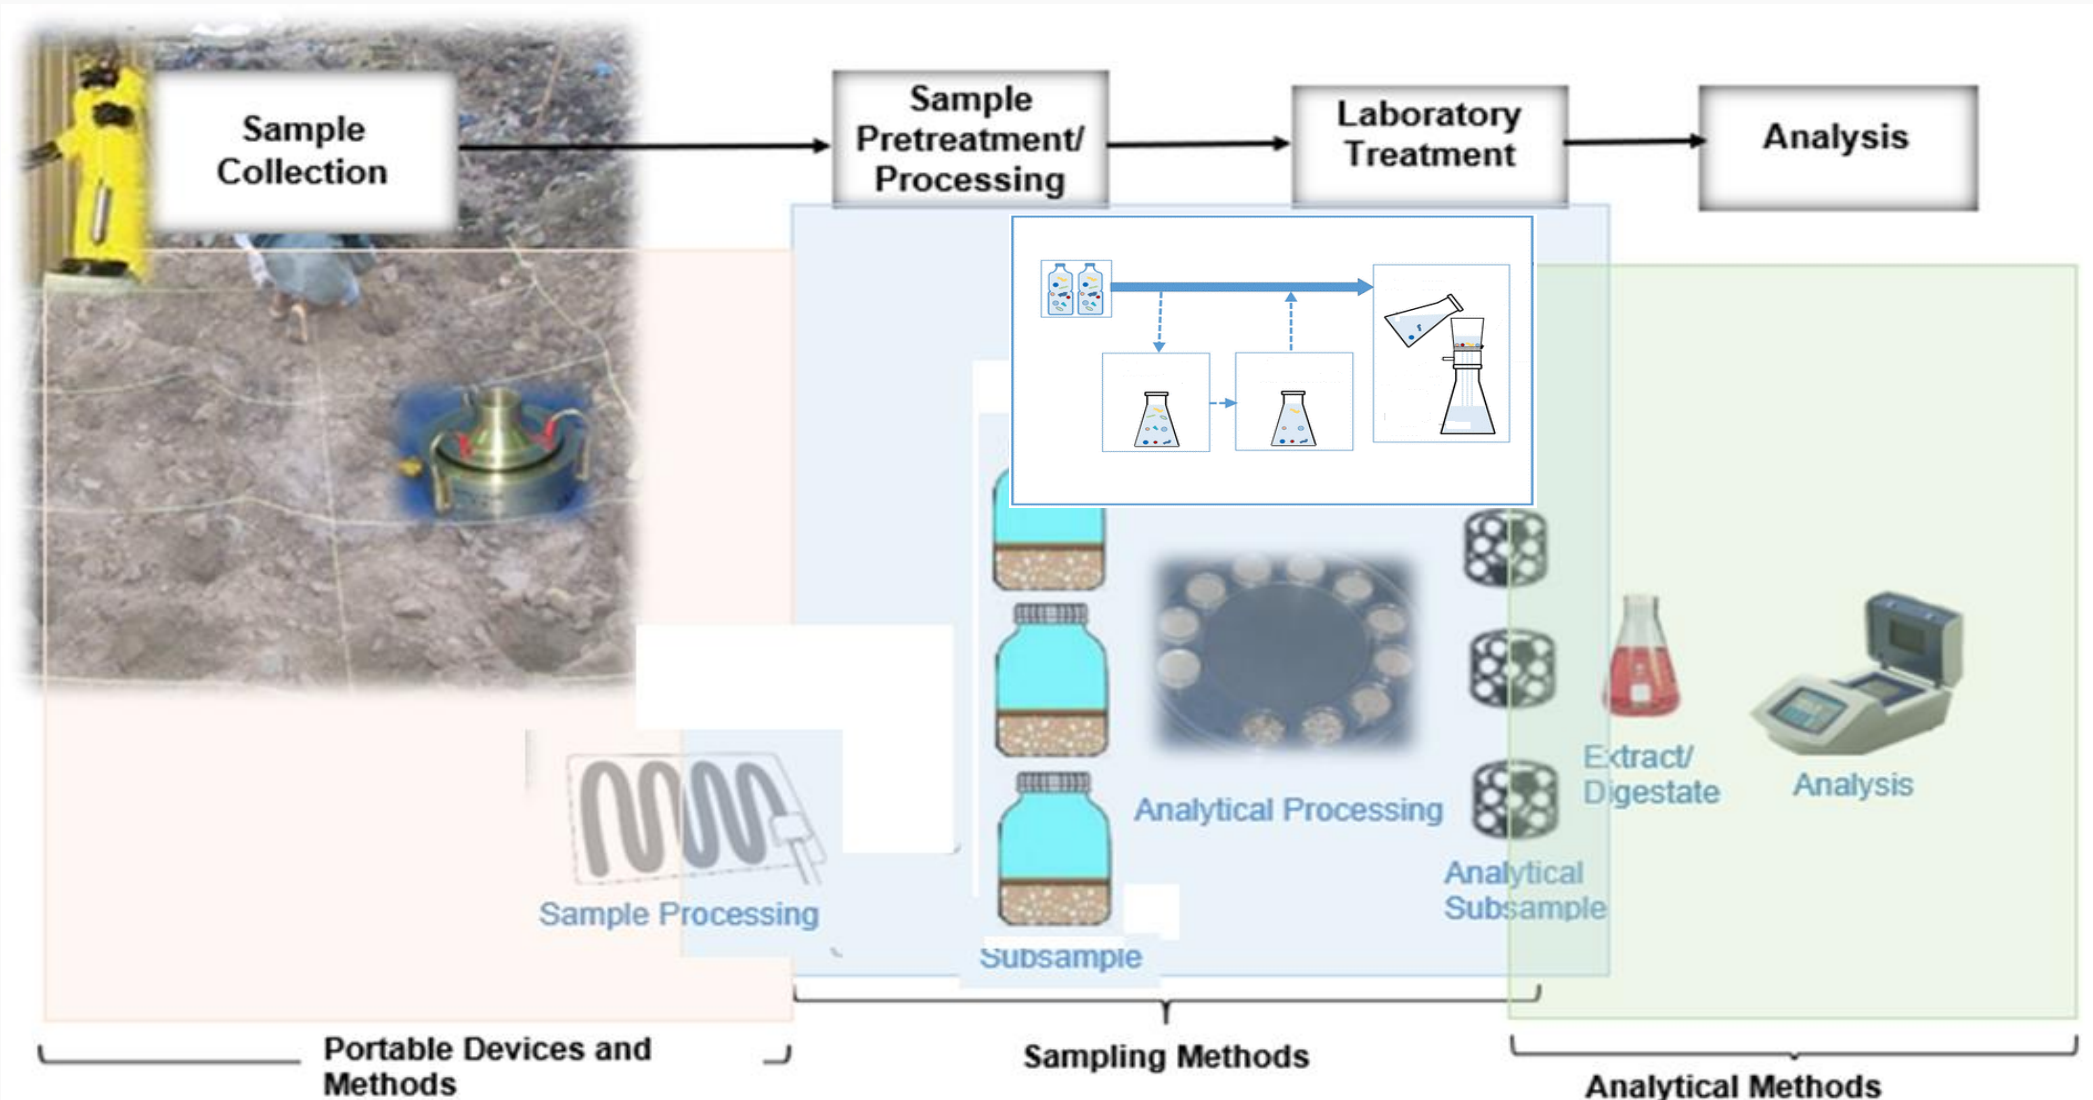 Sample
Collection
Sample
Pretreatment/
Processing
Laboratory
Treatment
Analysis
Sample Processing
Subsample
Analytical Processing
Analytical
Subsample
Extract/
Digestate
Analysis
Portable Devices and
Methods
Sampling Methods
Analytical Methods